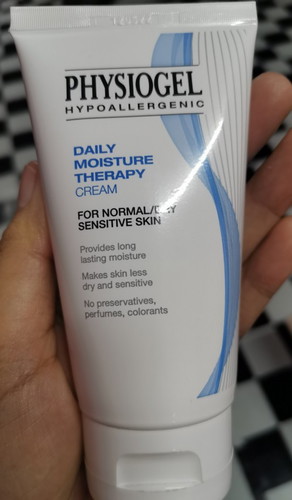 PHYSIOGEL
HYPOALLERGENIC
DAILY
MOISTURE
THERAPY
CREAM
FOR NORMAL/DRY
SENSITIVE SKIN
Provides long
lasting moisture
Makes skin less
dry and sensitive
No preservatives,
perfumes, colorants